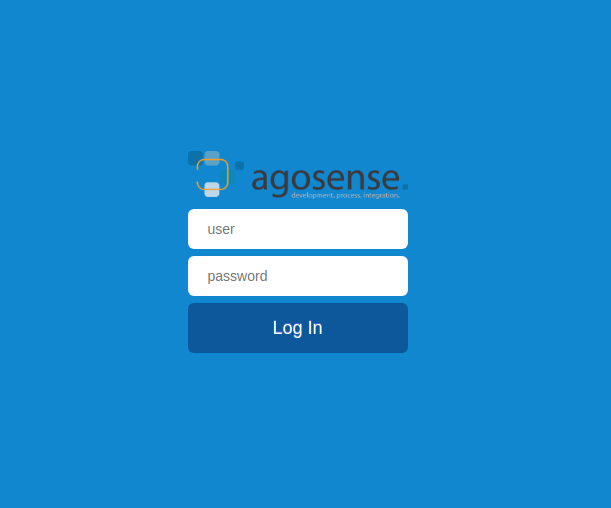 agosense.
development. process. integration.
user
password
Log In